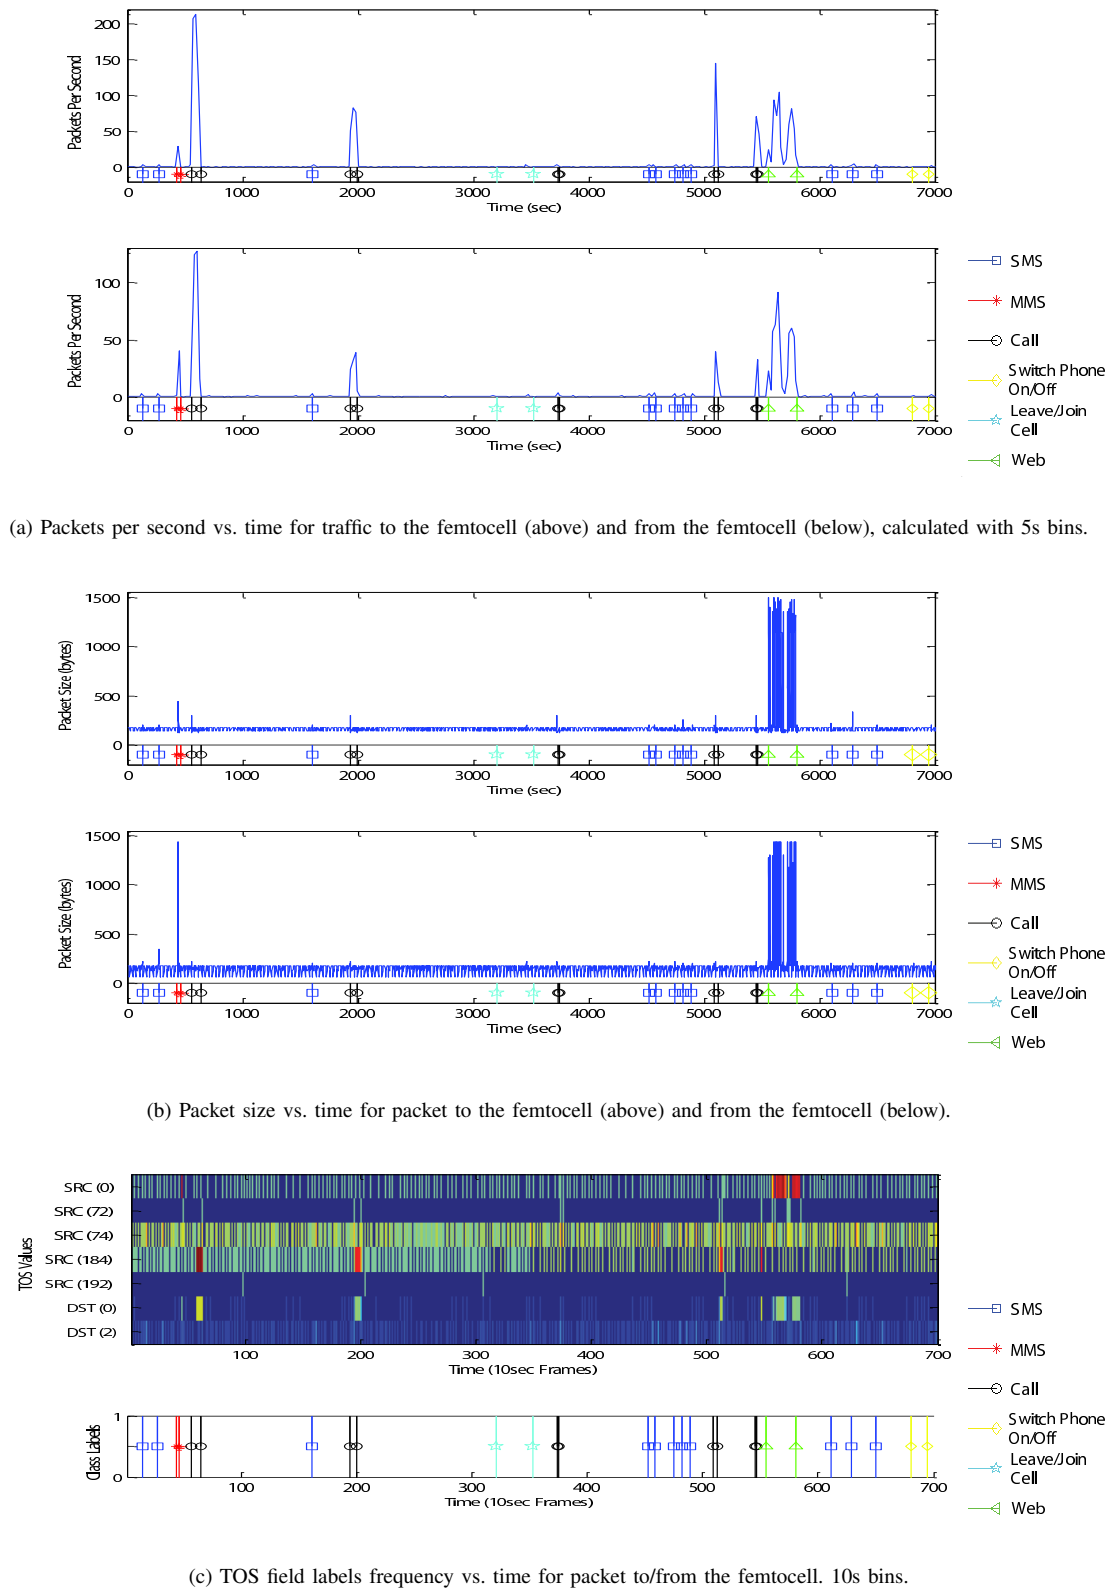 200
150
100
50
0
Packets Per Second
0 1000 2000 3000 4000 5000 6000 7000
Time (sec)
100
50
0
Packets Per Second
0 1000 2000 3000 4000 5000 6000 7000
Time (sec)
SMS
MMS
Call
Switch Phone
On/Off
Leave/Join
Cell
Web
(a) Packets per second vs. time for traffic to the femtocell (above) and from the femtocell (below), calculated with 5s bins.
1500
1000
500
0
Packet Size (bytes)
0 1000 2000 3000 4000 5000 6000 7000
Time (sec)
1500
1000
500
0
Packet Size (bytes)
0 1000 2000 3000 4000 5000 6000 7000
Time (sec)
SMS
MMS
Call
Switch Phone
On/Off
Leave/Join
Cell
Web
(b) Packet size vs. time for packet to the femtocell (above) and from the femtocell (below).
TOS Values
SRC (0)
SRC (72)
SRC (74)
SRC (184)
SRC (192)
DST (0)
DST (2)
100 200 300 400 500 600 700
Time (10sec Frames)
1
0
Class Labels
100 200 300 400 500 600 700
Time (10sec Frames)
SMS
MMS
Call
Switch Phone
On/Off
Leave/Join
Cell
Web
(c) TOS field labels frequency vs. time for packet to/from the femtocell. 10s bins.